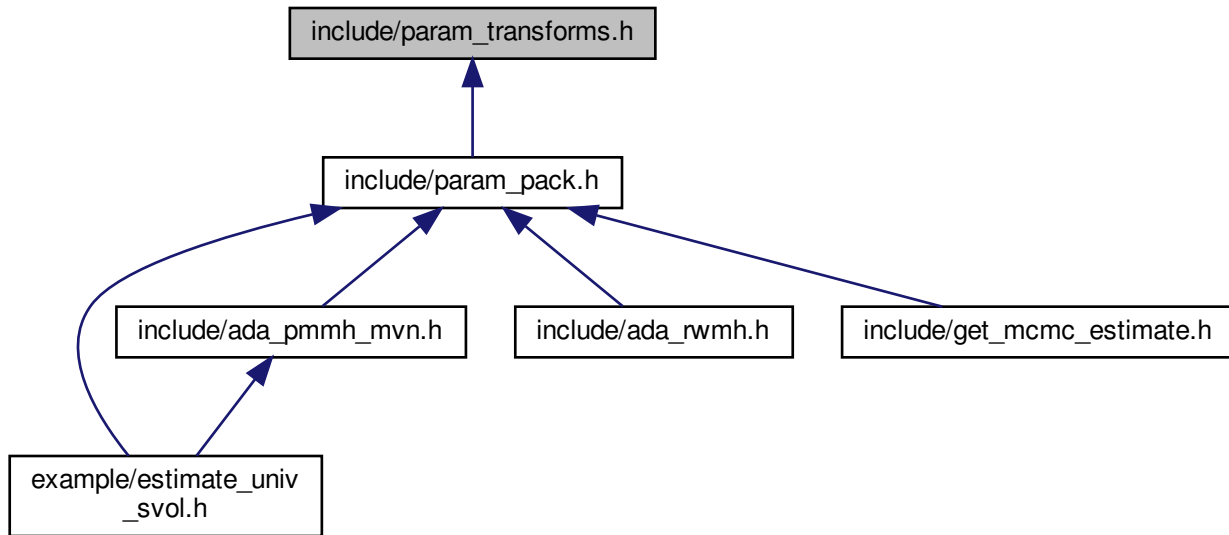 include/param_transforms.h
include/param_pack.h
include/ada_pmmh_mvn.h
include/ada_rwmh.h
include/get_mcmc_estimate.h
example/estimate_univ
_svol.h